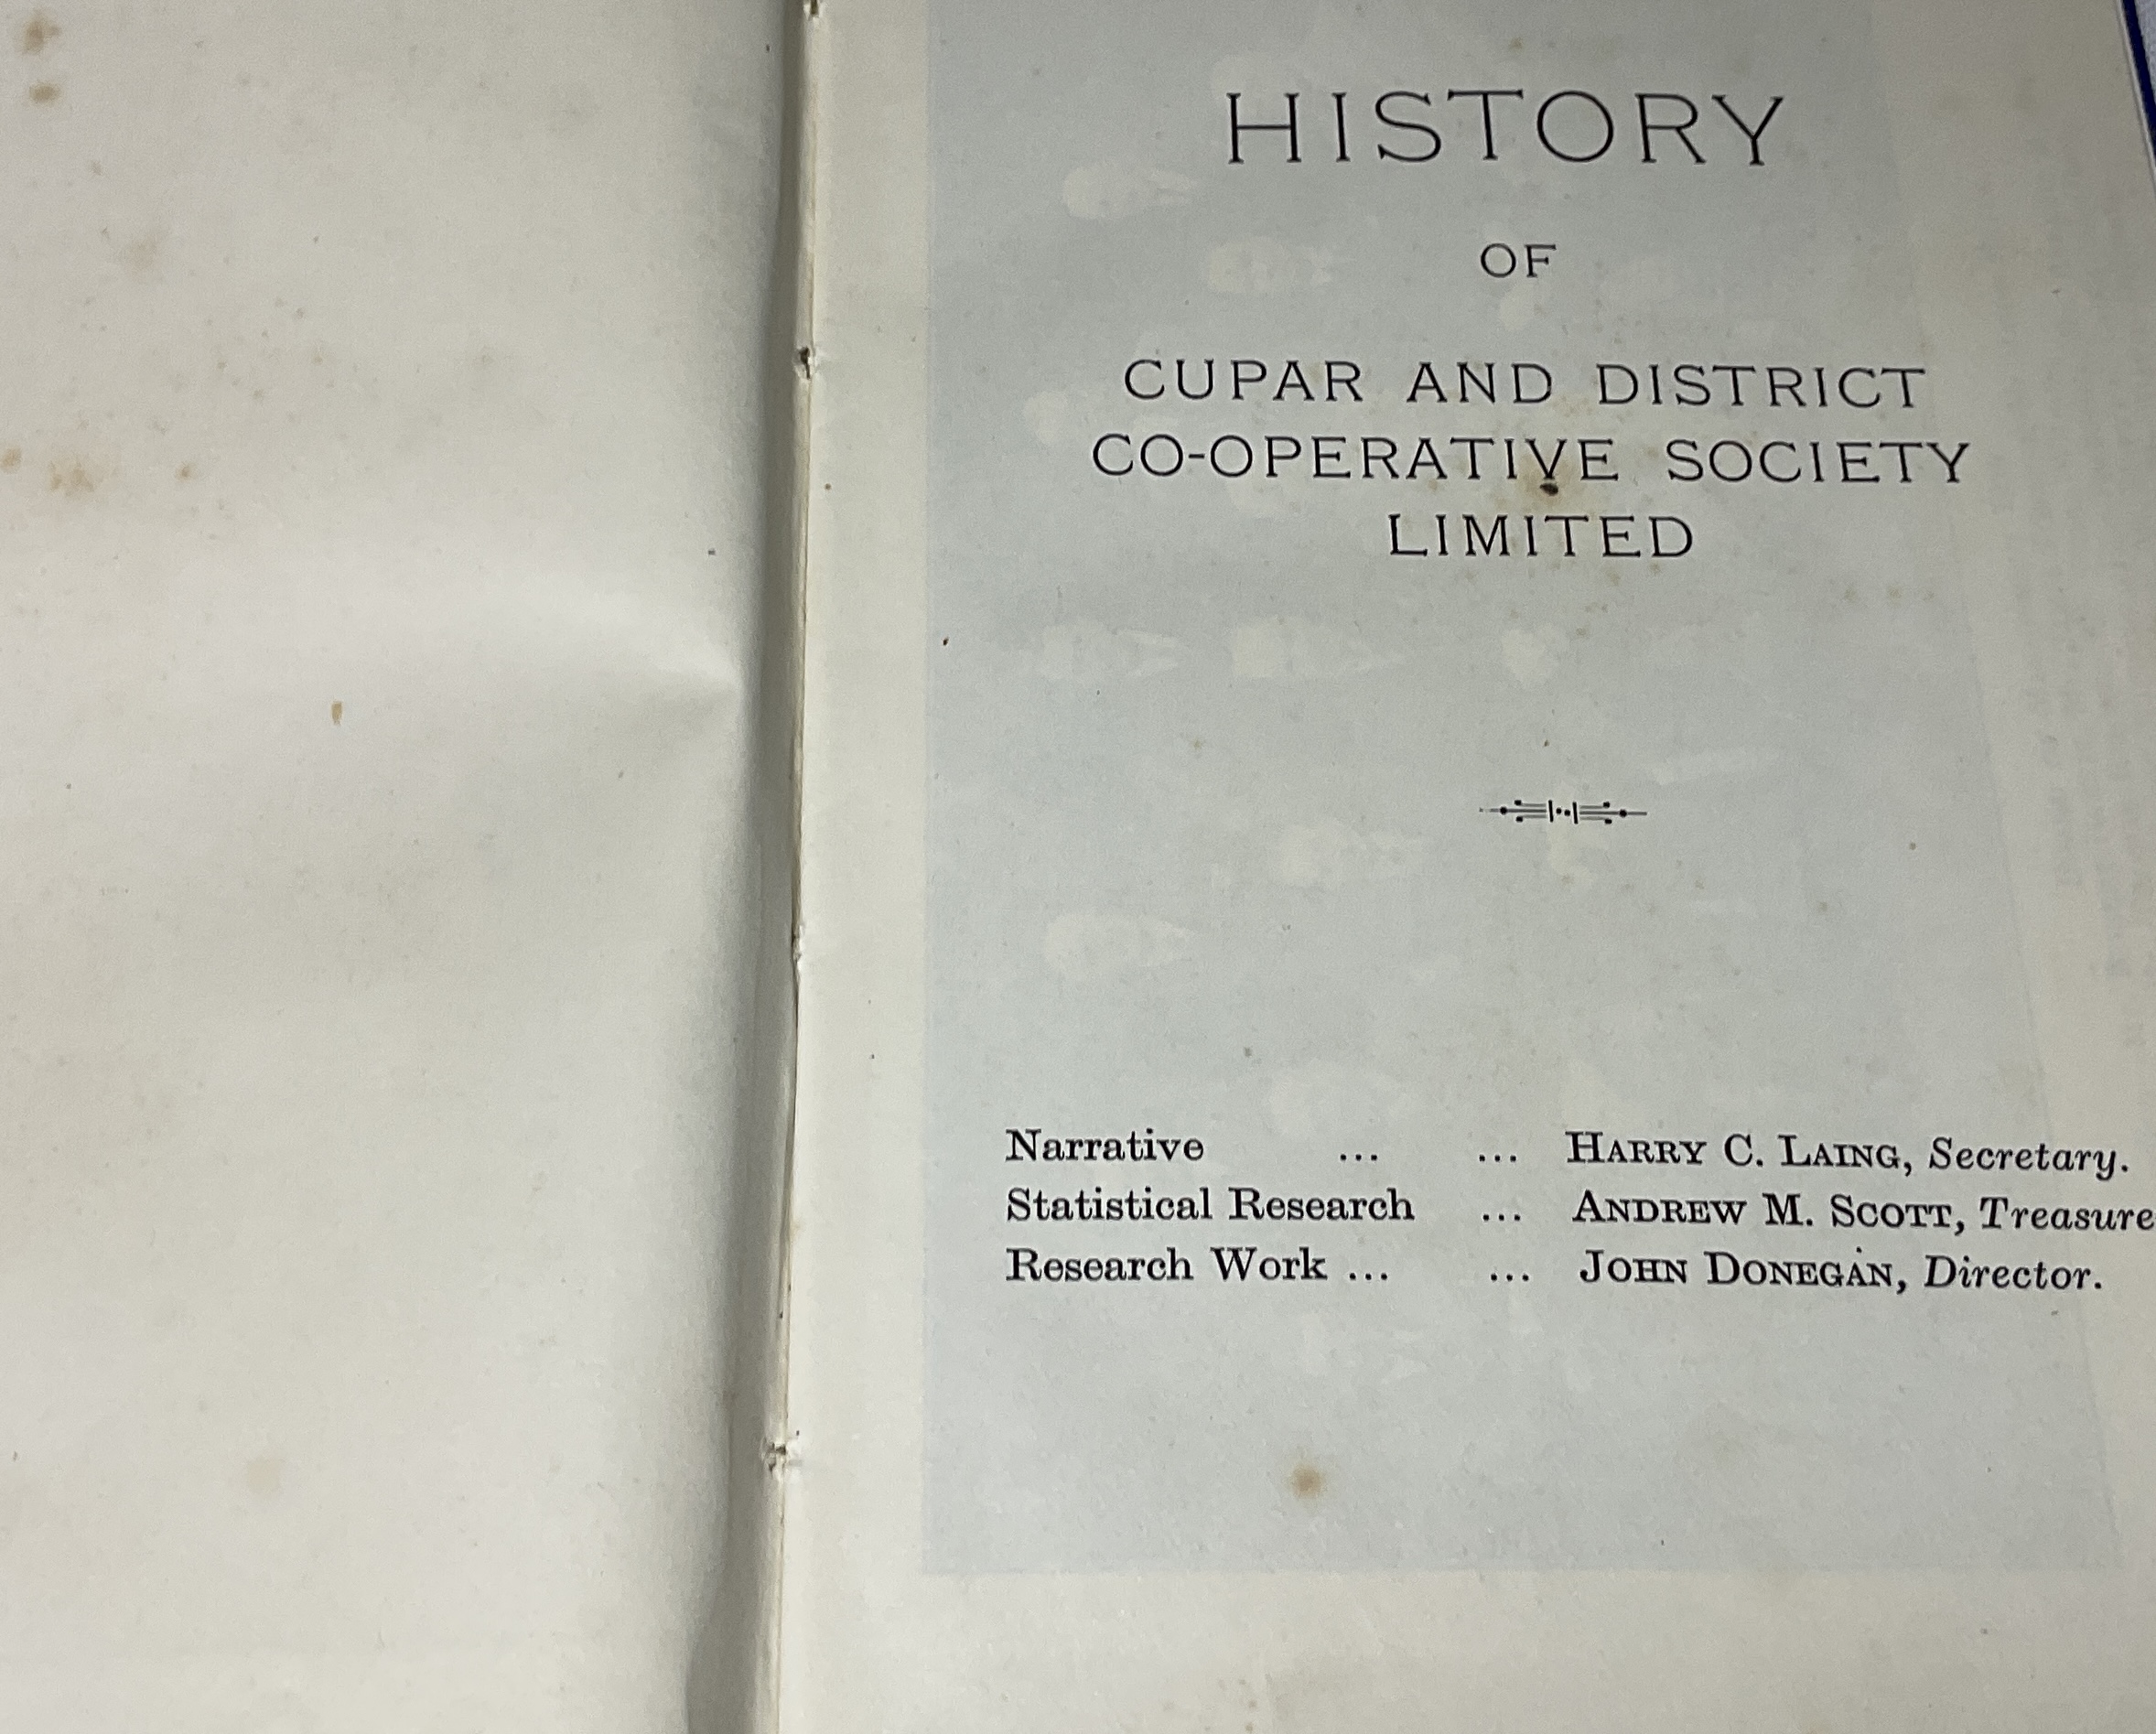 HISTORY
OF
CUPAR AND DISTRICT
CO-OPERATIVE SOCIETY
LIMITED
Narrative ... ... HARRY C. LAING, Secretary.
Statistical Research ... ANDREW M. SCOTT, Treasure
Research Work ... ... JOHN DONEGAN, Director.